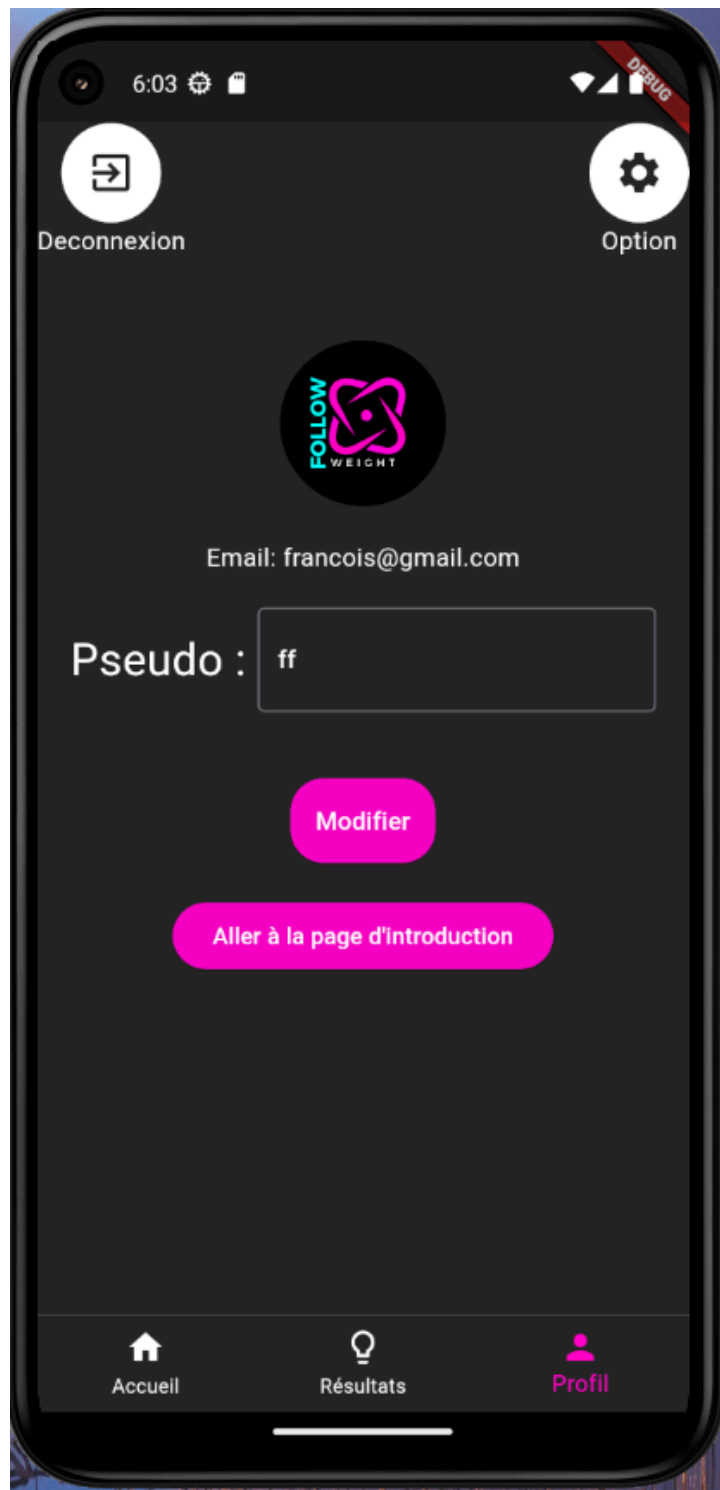 6:03
DEBUG
Deconnexion
Option
FOLLOW
WEIGHT
Email: francois@gmail.com
Pseudo : ff
Modifier
Aller à la page d'introduction
Accueil
Résultats
Profil